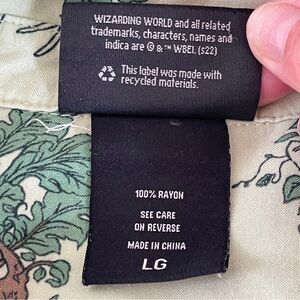 WIZARDING WORLD and all related
trademarks, characters, names and
indica are © & ™ WBEI. (s22)
This label was made with
recycled materials.
100% RAYON
SEE CARE
ON REVERSE
MADE IN CHINA
LG